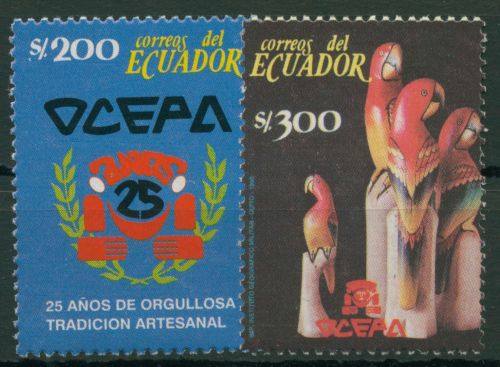 S/.200
correos del
ECUADOR
OCEPA
AÑOS
25
25 AÑOS DE ORGULLOSA
TRADICION ARTESANAL
correos del
ECUADOR
S/.300
OCEPA